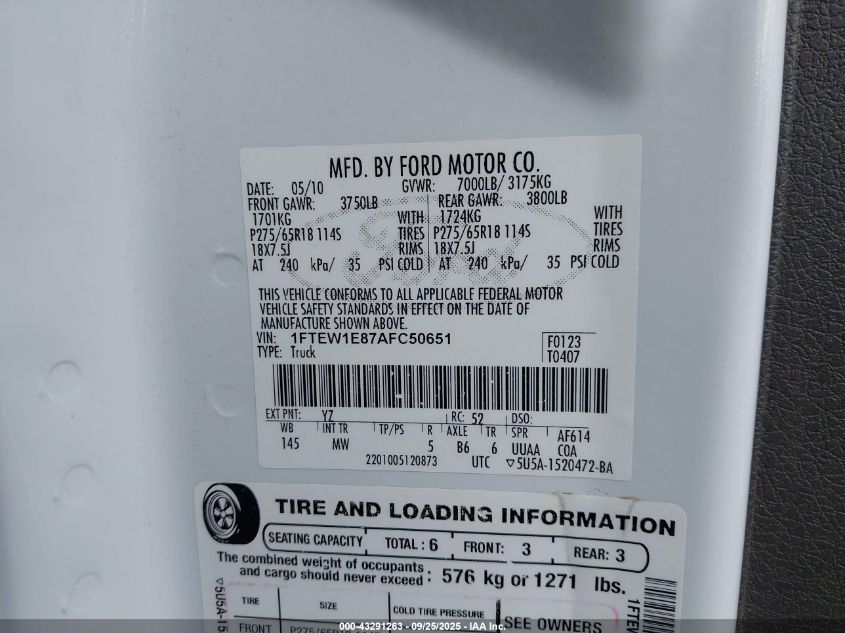 MFD. BY FORD MOTOR CO.
DATE: 05/10 GVWR: 7000LB/ 3175KG
FRONT GAWR: 3750LB REAR GAWR: 3800LB
1701KG WITH 1724KG WITH
P275/65R18 114S TIRES P275/65R18 114S TIRES
18X7.5J RIMS 18X7.5J RIMS
AT 240 kPa/ 35 PSI COLD AT 240 kPa/ 35 PSI COLD
THIS VEHICLE CONFORMS TO ALL APPLICABLE FEDERAL MOTOR
VEHICLE SAFETY STANDARDS IN EFFECT ON THE DATE OF
MANUFACTURE SHOWN ABOVE.
VIN: 1FTEW1E87AFC50651 F0123
TYPE: Truck T0407
EXT PNT: YZ RC: 52 DSO:
WB INT TR TP/PS R AXLE TR SPR AF614
145 MW 5 B6 6 UUAA COA
2201005120873 UTC ▽5U5A-1520472-BA
TIRE AND LOADING INFORMATION
SEATING CAPACITY TOTAL : 6 FRONT: 3 REAR: 3
The combined weight of occupants
and cargo should never exceed : 576 kg or 1271 lbs.
TIRE SIZE COLD TIRE PRESSURE SEE OWNERS
FRONT
▽5U5A-15
1FTEW
000-43291263 - 09/25/2025 - IAA Inc.